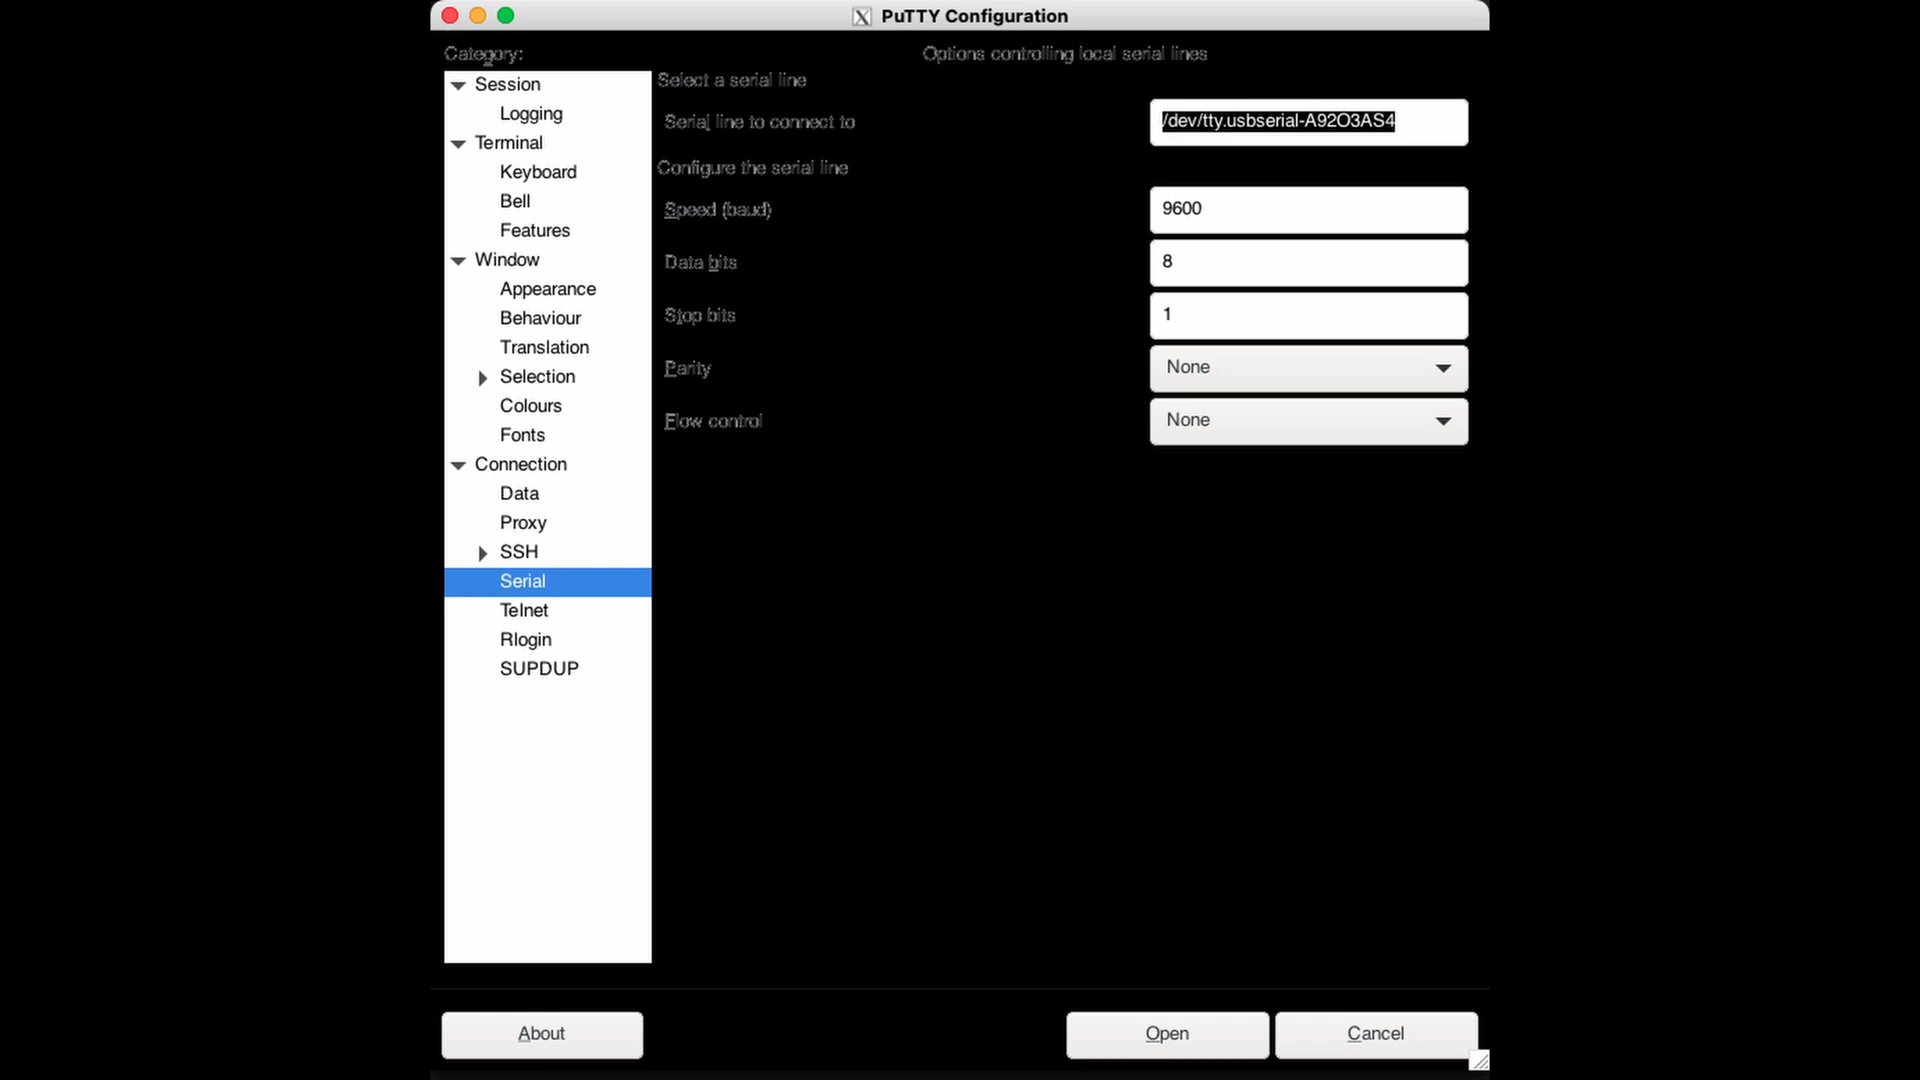 PuTTY Configuration
Category:
Options controlling local serial lines
Session
Logging
Terminal
Keyboard
Bell
Features
Window
Appearance
Behaviour
Translation
Selection
Colours
Fonts
Connection
Data
Proxy
SSH
Serial
Telnet
Rlogin
SUPDUP
Select a serial line
Serial line to connect to
/dev/tty.usbserial-A92O3AS4
Configure the serial line
Speed (baud)
9600
Data bits
8
Stop bits
1
Parity
None
Flow control
None
About
Open
Cancel